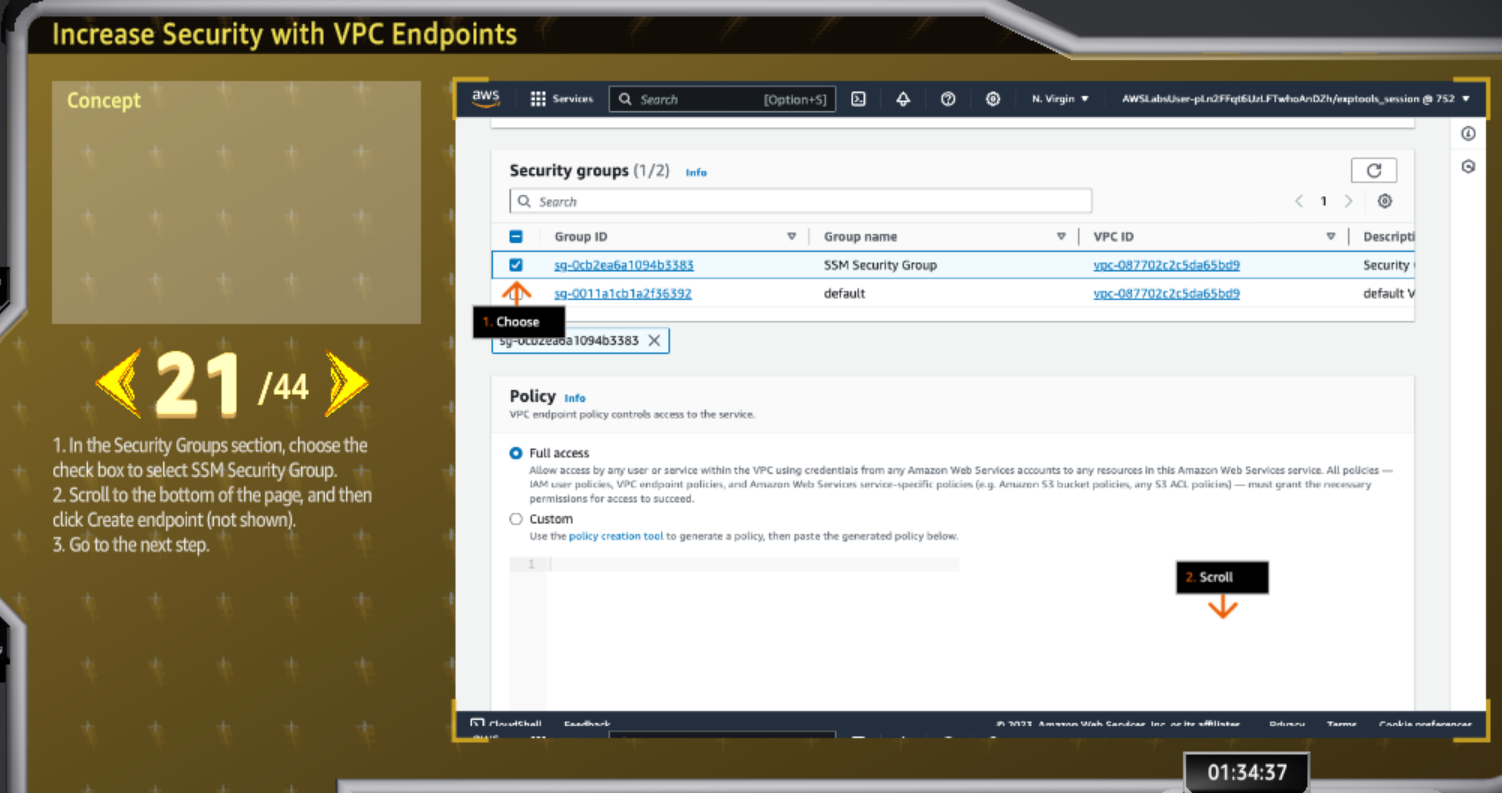 Increase Security with VPC Endpoints
Concept
21 /44
1. In the Security Groups section, choose the
check box to select SSM Security Group.
2. Scroll to the bottom of the page, and then
click Create endpoint (not shown).
3. Go to the next step.
aws Services Search [Option+S] N. Virgin AWSLabsUser-pLn2FFqt6UzLFTwhoAnDZh/exptools_session @ 752
Security groups (1/2) Info
Search 1
Group ID Group name VPC ID Descripti
sg-0cb2ea6a1094b3383 SSM Security Group vpc-087702c2c5da65bd9 Security
sg-0011a1cb1a2f36392 default vpc-087702c2c5da65bd9 default V
1. Choose
sg-0cb2ea6a1094b3383
Policy Info
VPC endpoint policy controls access to the service.
Full access
Allow access by any user or service within the VPC using credentials from any Amazon Web Services accounts to any resources in this Amazon Web Services service. All policies —
IAM user policies, VPC endpoint policies, and Amazon Web Services service-specific policies (e.g. Amazon S3 bucket policies, any S3 ACL policies) — must grant the necessary
permissions for access to succeed.
Custom
Use the policy creation tool to generate a policy, then paste the generated policy below.
1
2. Scroll
CloudShell Feedback © 2023, Amazon Web Services, Inc. or its affiliates. Privacy Terms Cookie preferences
aws
01:34:37